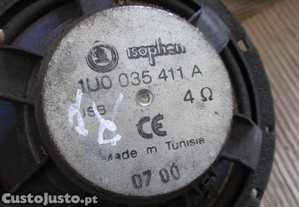 isophon
1U0 035 411 A
4 Ω
CE
Made in Tunisia
07 00
CustoJusto.pt